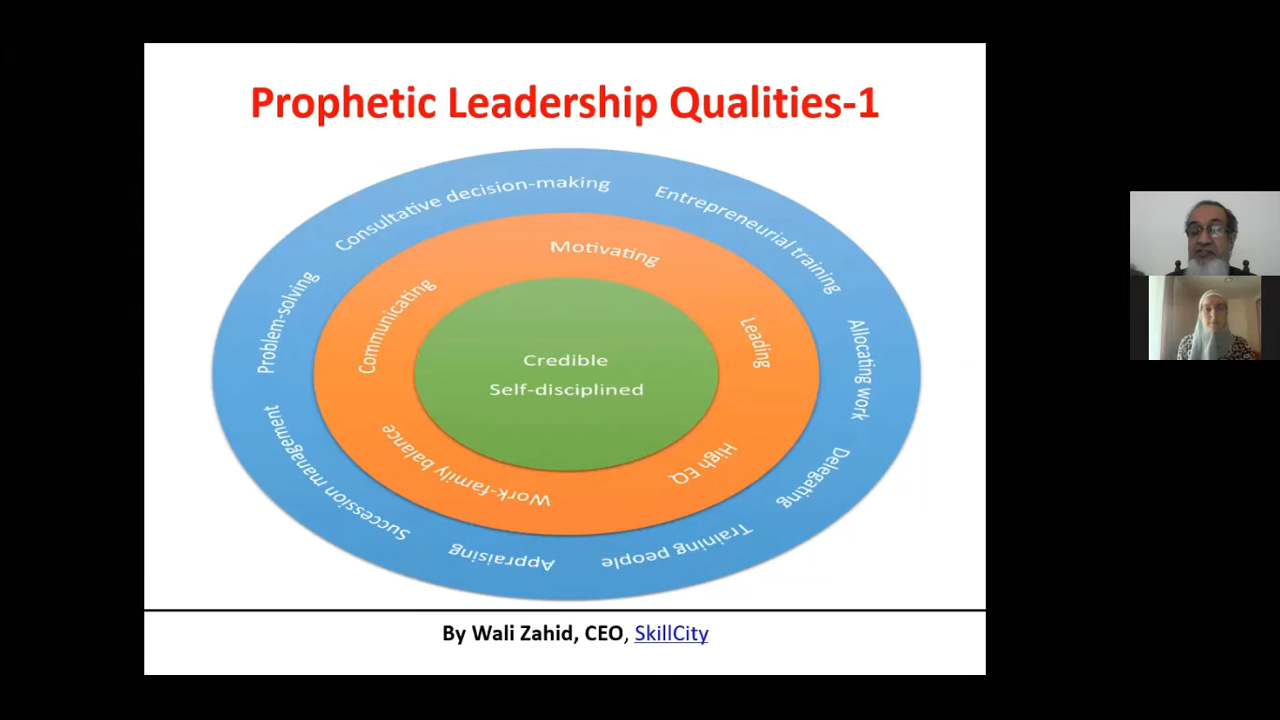 Prophetic Leadership Qualities-1
Consultative decision-making
Entrepreneurial training
Allocating work
Delegating
Training people
Appraising
Succession management
Problem-solving
Motivating
Leading
High EQ
Work-family balance
Communicating
Credible
Self-disciplined
By Wali Zahid, CEO, SkillCity